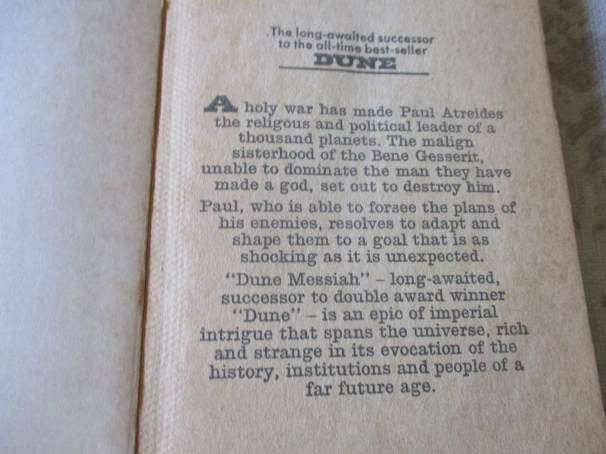 The long-awaited successor
to the all-time best-seller
DUNE
A holy war has made Paul Atreides
the religous and political leader of a
thousand planets. The malign
sisterhood of the Bene Gesserit,
unable to dominate the man they have
made a god, set out to destroy him.
Paul, who is able to forsee the plans of
his enemies, resolves to adapt and
shape them to a goal that is as
shocking as it is unexpected.
“Dune Messiah” – long-awaited,
successor to double award winner
“Dune” – is an epic of imperial
intrigue that spans the universe, rich
and strange in its evocation of the
history, institutions and people of a
far future age.